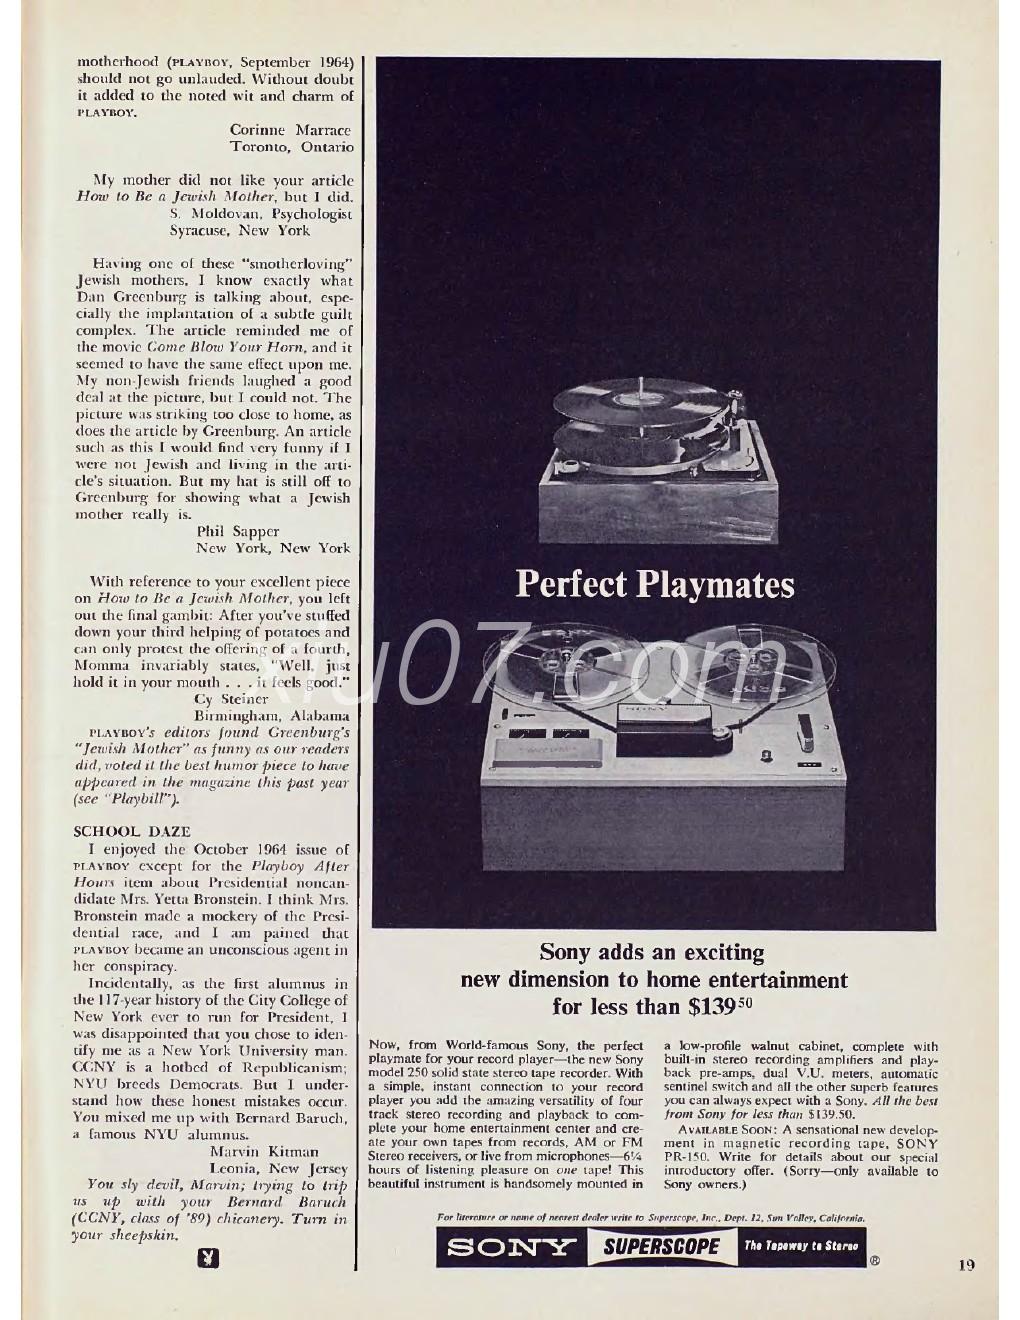 motherhood (PLAYBOY, September 1964)
should not go unlauded. Without doubt
it added to the noted wit and charm of
PLAYBOY.
Corinne Marrace
Toronto, Ontario
My mother did not like your article
How to Be a Jewish Mother, but I did.
S. Moldovan, Psychologist
Syracuse, New York
Having one of these “smotherloving”
Jewish mothers, I know exactly what
Dan Greenburg is talking about, espe-
cially the implantation of a subtle guilt
complex. The article reminded me of
the movie Come Blow Your Horn, and it
seemed to have the same effect upon me.
My non-Jewish friends laughed a good
deal at the picture, but I could not. The
picture was striking too close to home, as
does the article by Greenburg. An article
such as this I would find very funny if I
were not Jewish and living in the arti-
cle's situation. But my hat is still off to
Greenburg for showing what a Jewish
mother really is.
Phil Sapper
New York, New York
With reference to your excellent piece
on How to Be a Jewish Mother, you left
out the final gambit: After you've stuffed
down your third helping of potatoes and
can only protest the offering of a fourth,
Momma invariably states, “Well, just
hold it in your mouth . . . it feels good.”
Cy Steiner
Birmingham, Alabama
PLAYBOY's editors found Greenburg's
“Jewish Mother” as funny as our readers
did, voted it the best humor piece to have
appeared in the magazine this past year
(see “Playbill”).
SCHOOL DAZE
I enjoyed the October 1964 issue of
PLAYBOY except for the Playboy After
Hours item about Presidential noncan-
didate Mrs. Yetta Bronstein. I think Mrs.
Bronstein made a mockery of the Presi-
dential race, and I am pained that
PLAYBOY became an unconscious agent in
her conspiracy.
Incidentally, as the first alumnus in
the 117-year history of the City College of
New York ever to run for President, I
was disappointed that you chose to iden-
tify me as a New York University man.
CCNY is a hotbed of Republicanism;
NYU breeds Democrats. But I under-
stand how these honest mistakes occur.
You mixed me up with Bernard Baruch,
a famous NYU alumnus.
Marvin Kitman
Leonia, New Jersey
You sly devil, Marvin; trying to trip
us up with your Bernard Baruch
(CCNY, class of '89) chicanery. Turn in
your sheepskin.
Perfect Playmates
xiu07.com
SONY
SONY
Sony adds an exciting
new dimension to home entertainment
for less than $139⁵⁰
Now, from World-famous Sony, the perfect
playmate for your record player—the new Sony
model 250 solid state stereo tape recorder. With
a simple, instant connection to your record
player you add the amazing versatility of four
track stereo recording and playback to com-
plete your home entertainment center and cre-
ate your own tapes from records, AM or FM
Stereo receivers, or live from microphones—6¼
hours of listening pleasure on one tape! This
beautiful instrument is handsomely mounted in
a low-profile walnut cabinet, complete with
built-in stereo recording amplifiers and play-
back pre-amps, dual V.U. meters, automatic
sentinel switch and all the other superb features
you can always expect with a Sony. All the best
from Sony for less than $139.50.
AVAILABLE SOON: A sensational new develop-
ment in magnetic recording tape, SONY
PR-150. Write for details about our special
introductory offer. (Sorry—only available to
Sony owners.)
For literature or name of nearest dealer write to Superscope, Inc., Dept. 12, Sun Valley, California.
SONY SUPERSCOPE The Tapeway to Stereo ®
19